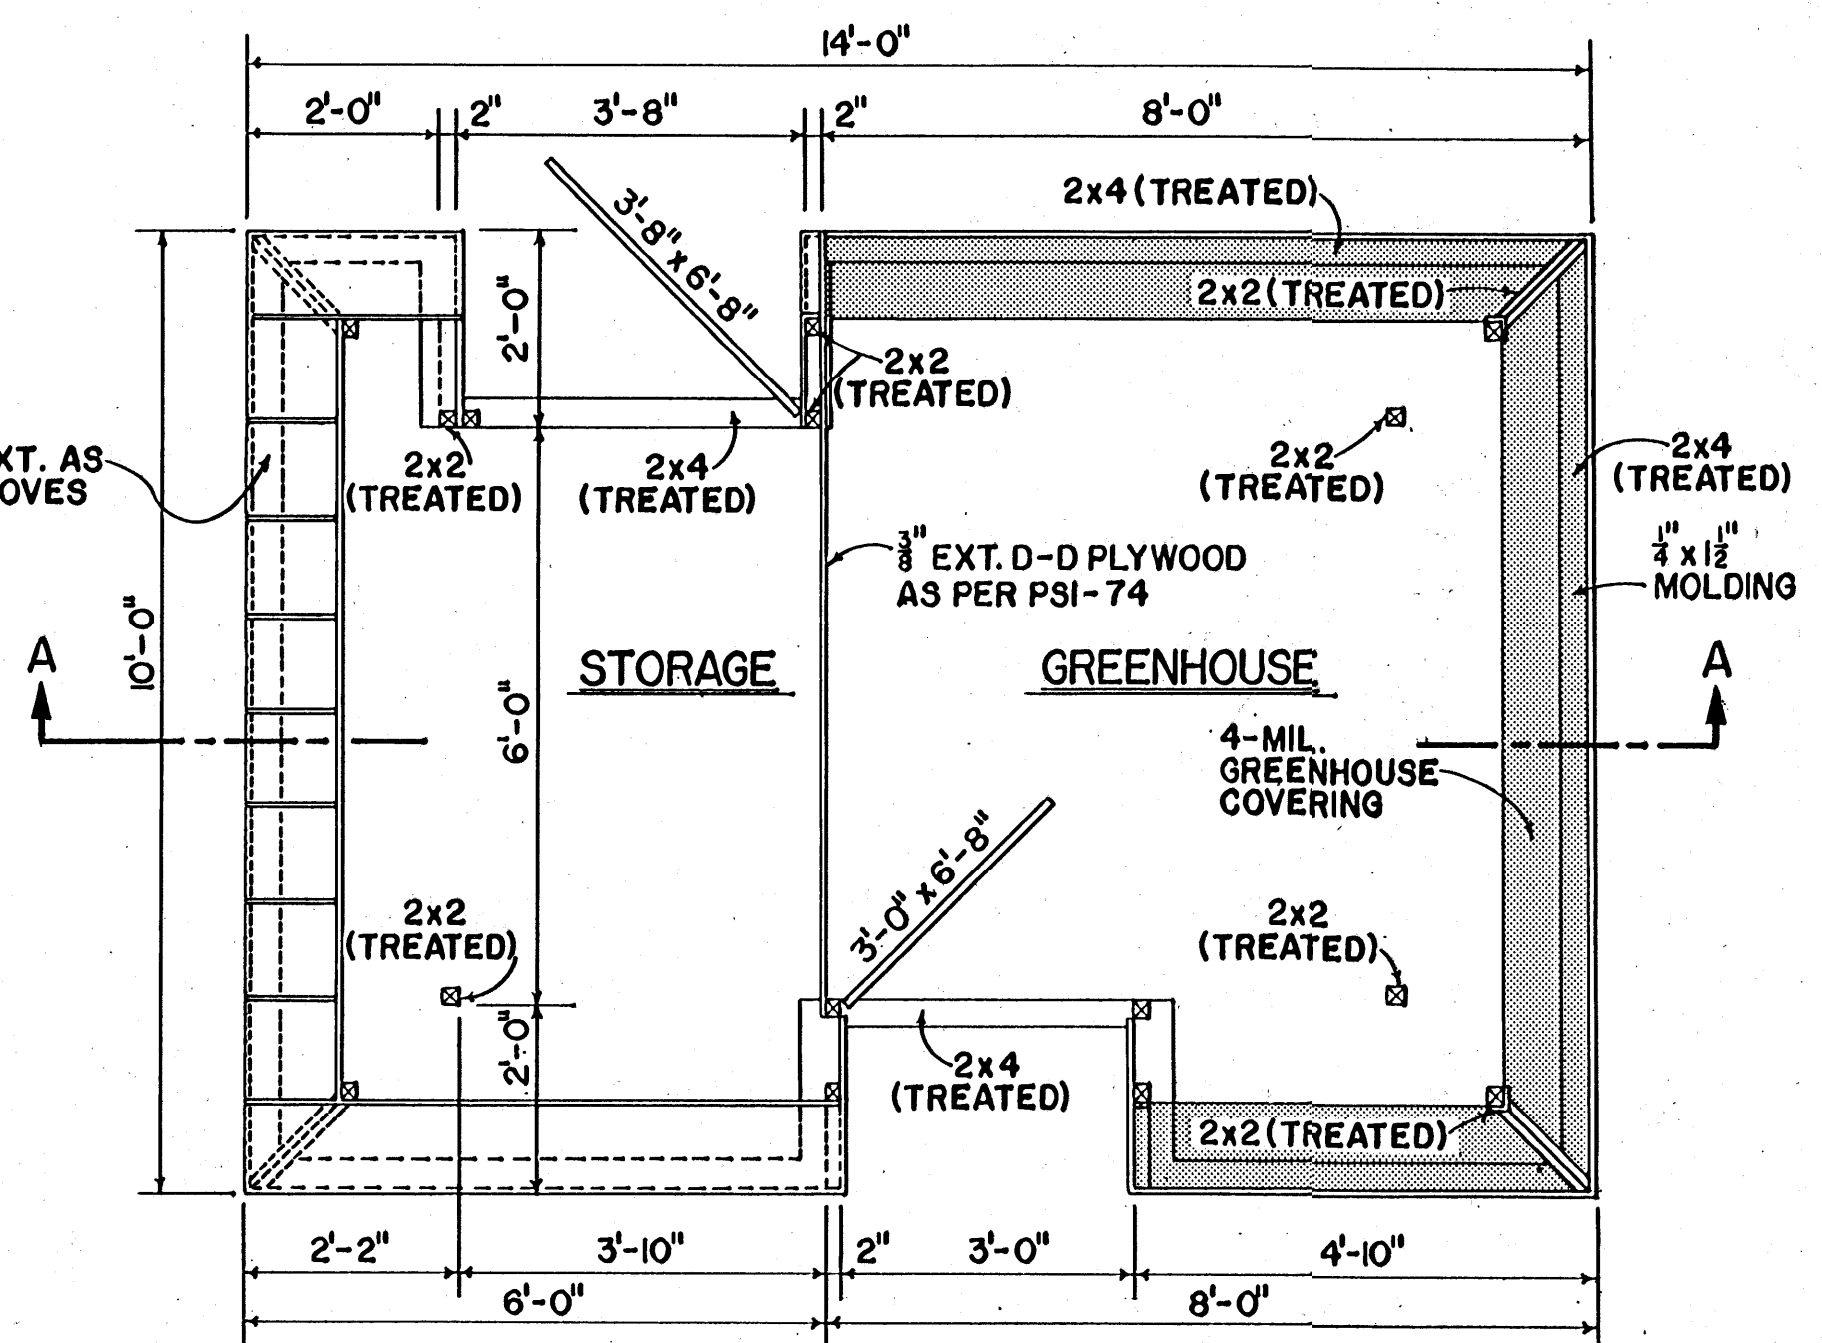 14'-0"
2'-0" 2" 3'-8" 2" 8'-0"
2x4 (TREATED)
3'-8" x 6'-8"
2x2 (TREATED)
2'-0"
2x2
(TREATED)
2x2
(TREATED)
2x4
(TREATED)
2x2
(TREATED)
2x4
(TREATED)
EXT. AS
OVES
3/8" EXT. D-D PLYWOOD
AS PER PSI-74
1/4" x 1 1/2"
MOLDING
10'-0"
A
STORAGE
GREENHOUSE
A
6'-0"
4-MIL.
GREENHOUSE
COVERING
3'-0" x 6'-8"
2x2
(TREATED)
2x2
(TREATED)
2'-0"
2x4
(TREATED)
2x2 (TREATED)
2'-2" 3'-10" 2" 3'-0" 4'-10"
6'-0" 8'-0"